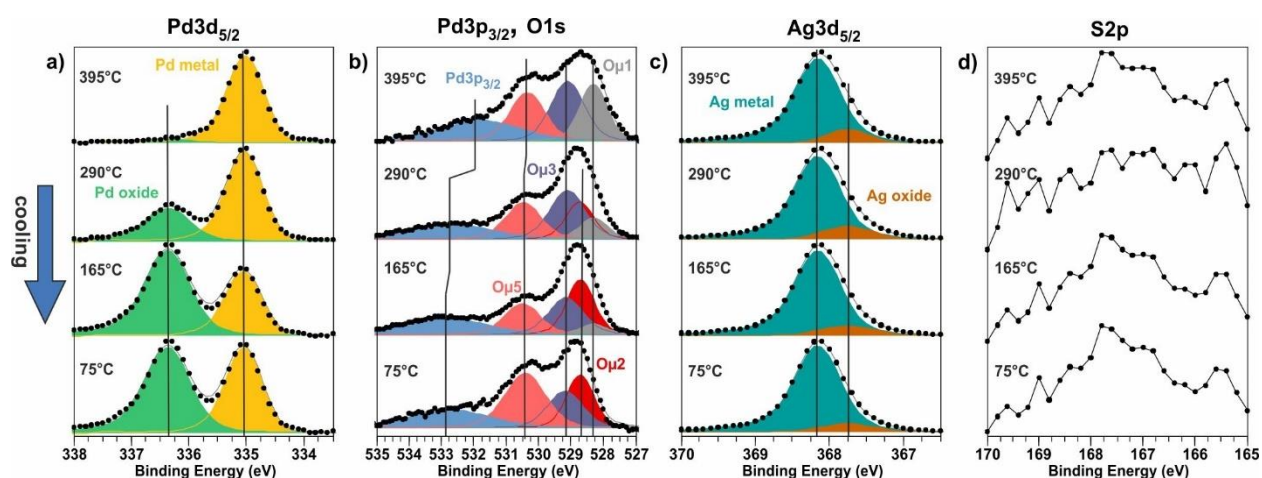 Pd3d5/2
Pd3p3/2, O1s
Ag3d5/2
S2p
cooling
a)
395°C
Pd metal
290°C
Pd oxide
165°C
75°C
338 337 336 335 334
Binding Energy (eV)
b)
395°C
Pd3p3/2
Oμ1
290°C
Oμ3
165°C
Oμ5
75°C
Oμ2
535 534 533 532 531 530 529 528 527
Binding Energy (eV)
c)
395°C
Ag metal
290°C
Ag oxide
165°C
75°C
370 369 368 367
Binding Energy (eV)
d)
395°C
290°C
165°C
75°C
170 169 168 167 166 165
Binding Energy (eV)